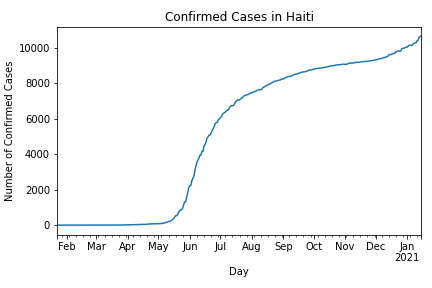 Confirmed Cases in Haiti
Number of Confirmed Cases
10000
8000
6000
4000
2000
0
Feb Mar Apr May Jun Jul Aug Sep Oct Nov Dec Jan
2021
Day